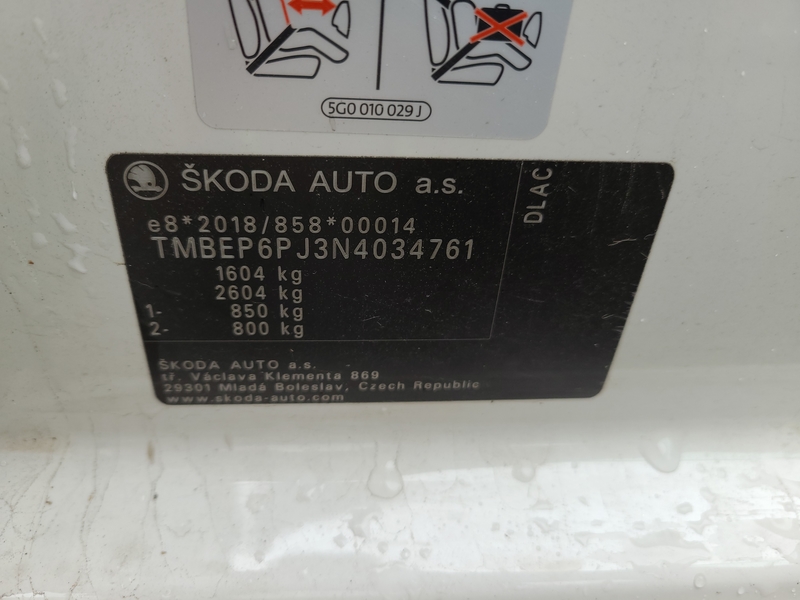 5G0 010 029 J
ŠKODA AUTO a.s.
DLAC
e8*2018/858*00014
TMBEP6PJ3N4034761
1604 kg
2604 kg
1- 850 kg
2- 800 kg
ŠKODA AUTO a.s.
tř. Václava Klementa 869
29301 Mladá Boleslav, Czech Republic
www.skoda-auto.com